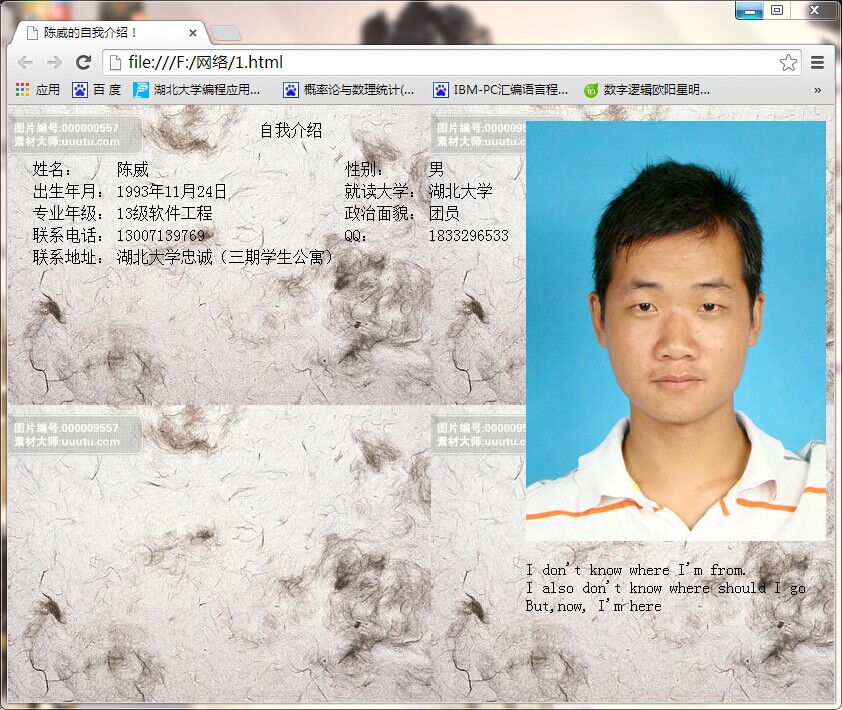 陈威的自我介绍！
file:///F:/网络/1.html
应用 百 度 湖北大学编程应用... 概率论与数理统计(... IBM-PC汇编语言程... 数字逻辑欧阳星明... »
图片编号:000009557
素材大师:uuutu.com
图片编号:0000095
素材大师:uuutu
自我介绍
姓名： 陈威 性别： 男
出生年月： 1993年11月24日 就读大学： 湖北大学
专业年级： 13级软件工程 政治面貌： 团员
联系电话： 13007139769 QQ： 1833296533
联系地址： 湖北大学忠诚（三期学生公寓）
图片编号:000009557
素材大师:uuutu.com
图片编号:0000095
素材大师:uuutu
I don't know where I'm from.
I also don't know where should I go
But,now, I'm here